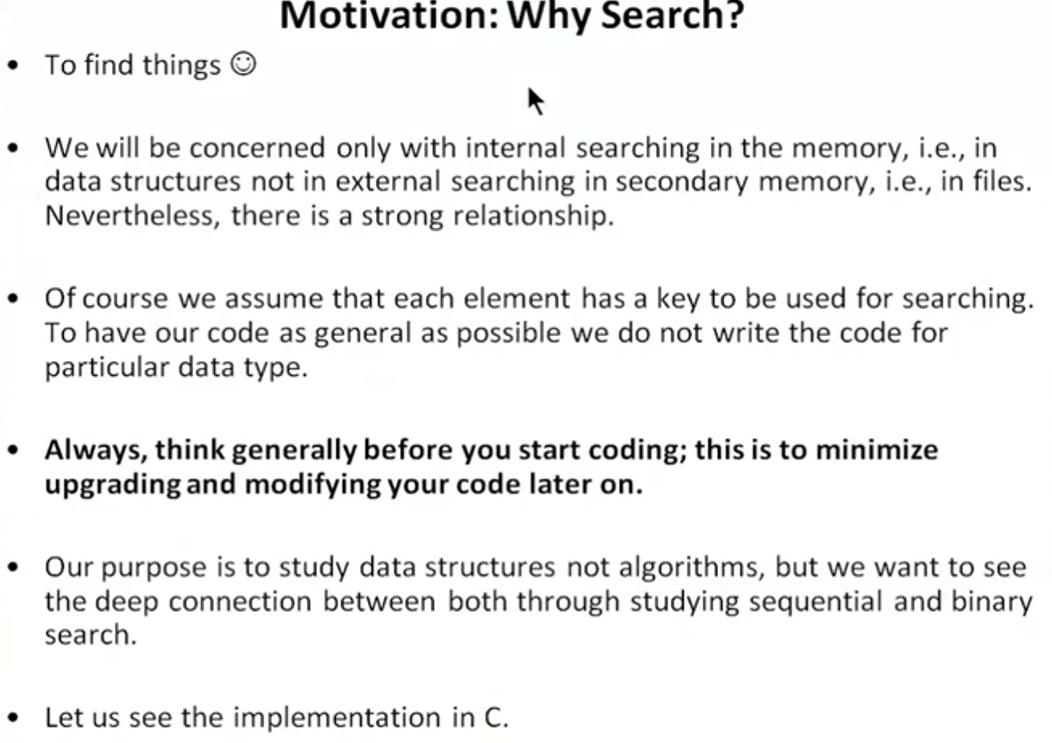 Motivation: Why Search?
• To find things ☺
• We will be concerned only with internal searching in the memory, i.e., in
data structures not in external searching in secondary memory, i.e., in files.
Nevertheless, there is a strong relationship.
• Of course we assume that each element has a key to be used for searching.
To have our code as general as possible we do not write the code for
particular data type.
• Always, think generally before you start coding; this is to minimize
upgrading and modifying your code later on.
• Our purpose is to study data structures not algorithms, but we want to see
the deep connection between both through studying sequential and binary
search.
• Let us see the implementation in C.